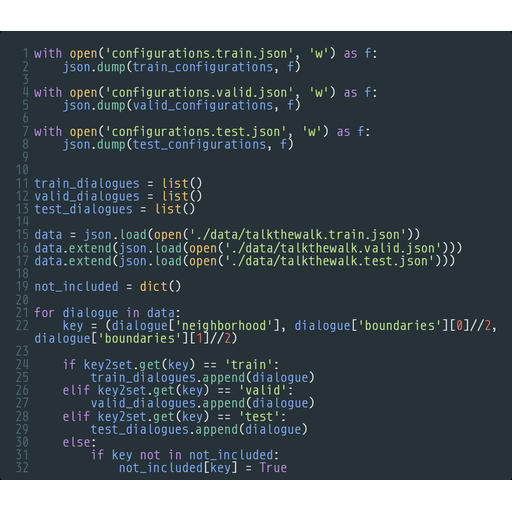 1 with open('configurations.train.json', 'w') as f:
2     json.dump(train_configurations, f)
3
4 with open('configurations.valid.json', 'w') as f:
5     json.dump(valid_configurations, f)
6
7 with open('configurations.test.json', 'w') as f:
8     json.dump(test_configurations, f)
9
10
11 train_dialogues = list()
12 valid_dialogues = list()
13 test_dialogues = list()
14
15 data = json.load(open('./data/talkthewalk.train.json'))
16 data.extend(json.load(open('./data/talkthewalk.valid.json')))
17 data.extend(json.load(open('./data/talkthewalk.test.json')))
18
19 not_included = dict()
20
21 for dialogue in data:
22     key = (dialogue['neighborhood'], dialogue['boundaries'][0]//2,
dialogue['boundaries'][1]//2)
23
24     if key2set.get(key) == 'train':
25         train_dialogues.append(dialogue)
26     elif key2set.get(key) == 'valid':
27         valid_dialogues.append(dialogue)
28     elif key2set.get(key) == 'test':
29         test_dialogues.append(dialogue)
30     else:
31         if key not in not_included:
32             not_included[key] = True